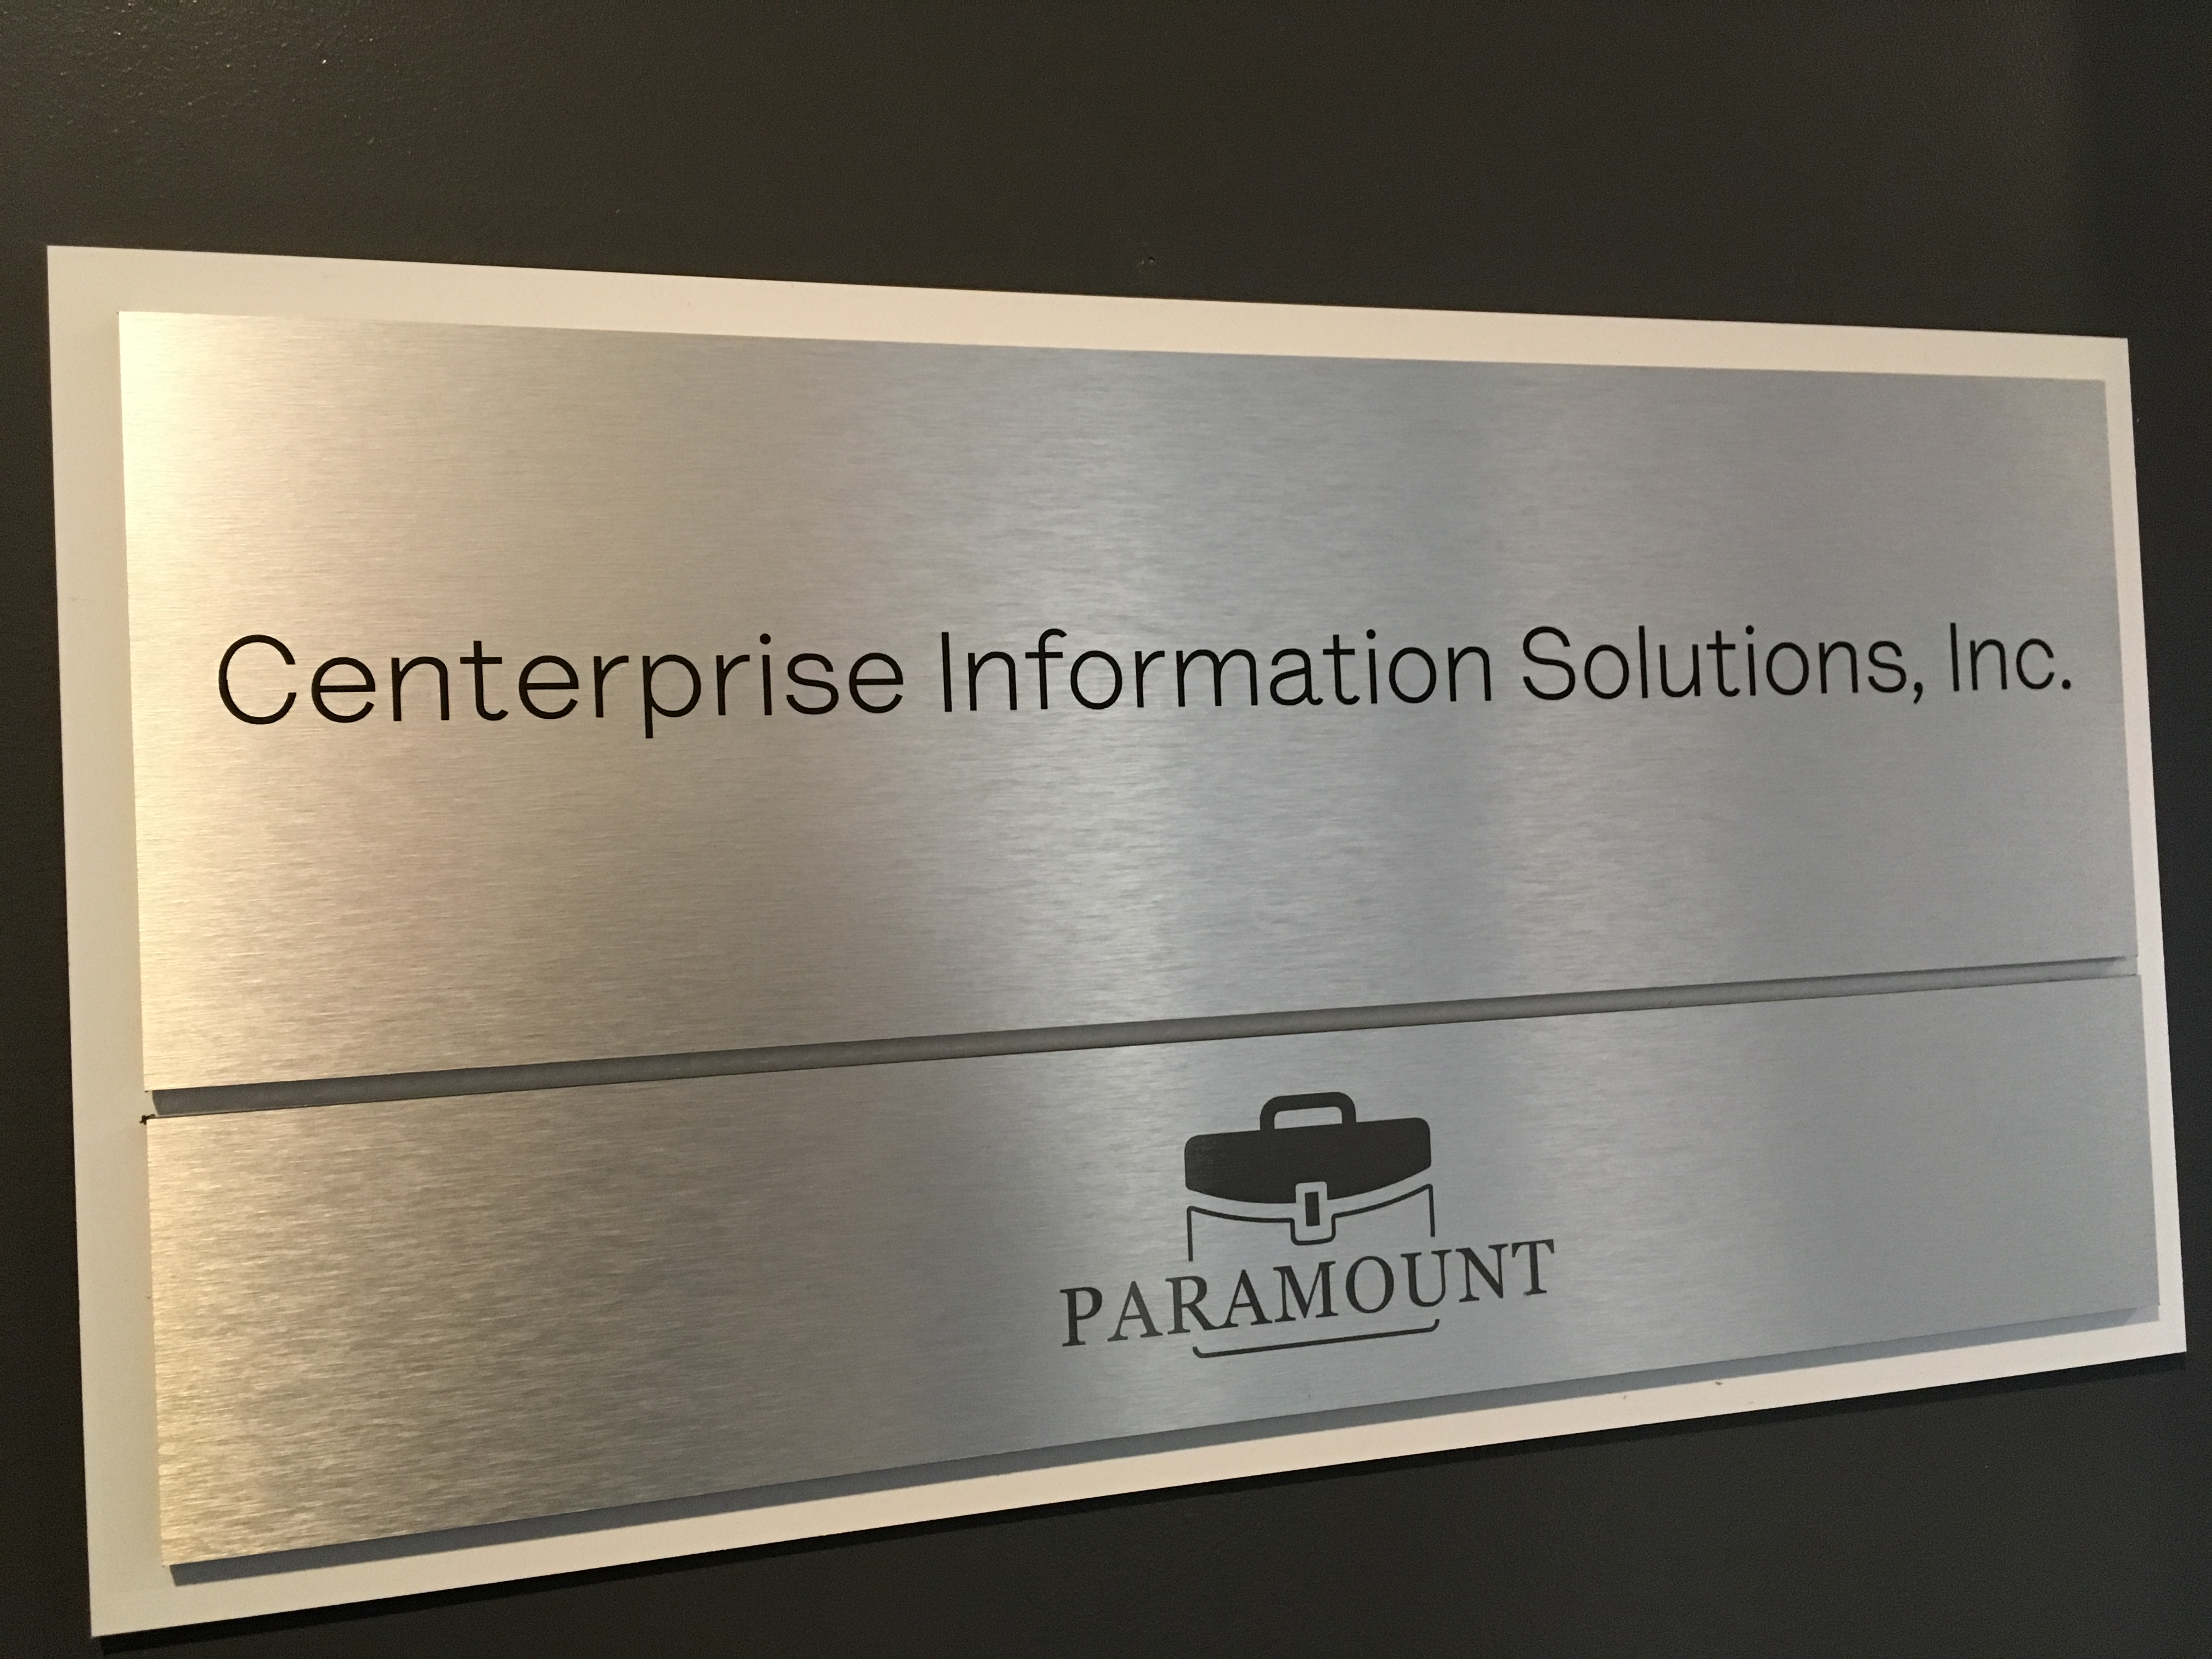 Centerprise Information Solutions, Inc.
PARAMOUNT